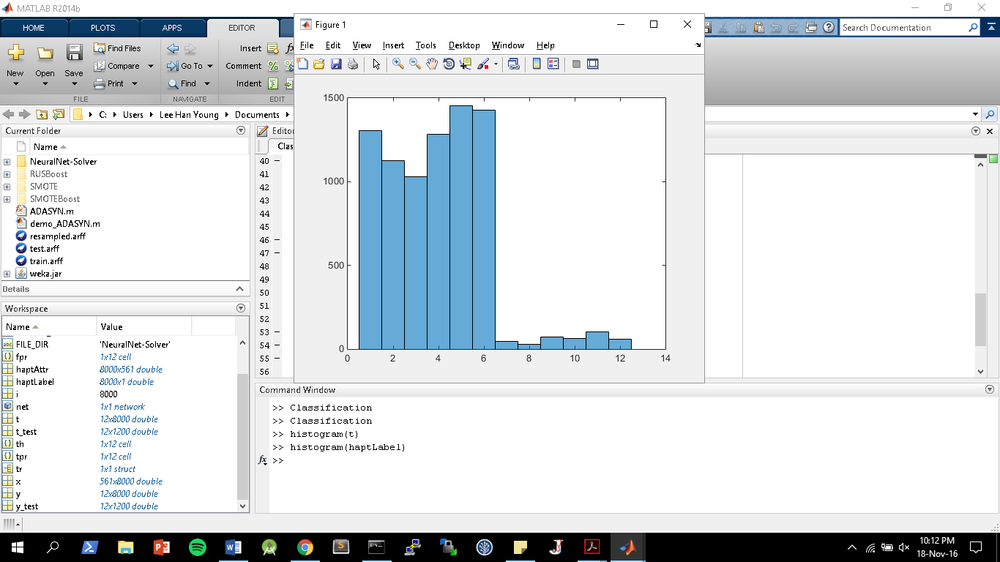 MATLAB R2014b
HOME PLOTS APPS EDITOR
Search Documentation
New Open Save
Find Files
Compare
Print
Go To
Find
Insert
Comment
Indent
FILE NAVIGATE EDIT
C: Users Lee Han Young Documents
Current Folder
Name
NeuralNet-Solver
RUSBoost
SMOTE
SMOTEBoost
ADASYN.m
demo_ADASYN.m
resampled.arff
test.arff
train.arff
weka.jar
Details
Workspace
Name Value
FILE_DIR 'NeuralNet-Solver'
fpr 1x12 cell
haptAttr 8000x561 double
haptLabel 8000x1 double
i 8000
net 1x1 network
t 12x8000 double
t_test 12x1200 double
th 1x12 cell
tpr 1x12 cell
tr 1x1 struct
x 561x8000 double
y 12x8000 double
y_test 12x1200 double
Editor
Clas
40 –
41
42
43
44
45
46 –
47 –
48
49
50
51
52
53 –
54 –
55 –
56
Figure 1
File Edit View Insert Tools Desktop Window Help
1500
1000
500
0
0 2 4 6 8 10 12 14
Command Window
>> Classification
>> Classification
>> histogram(t)
>> histogram(haptLabel)
fx >>
10:12 PM
18-Nov-16